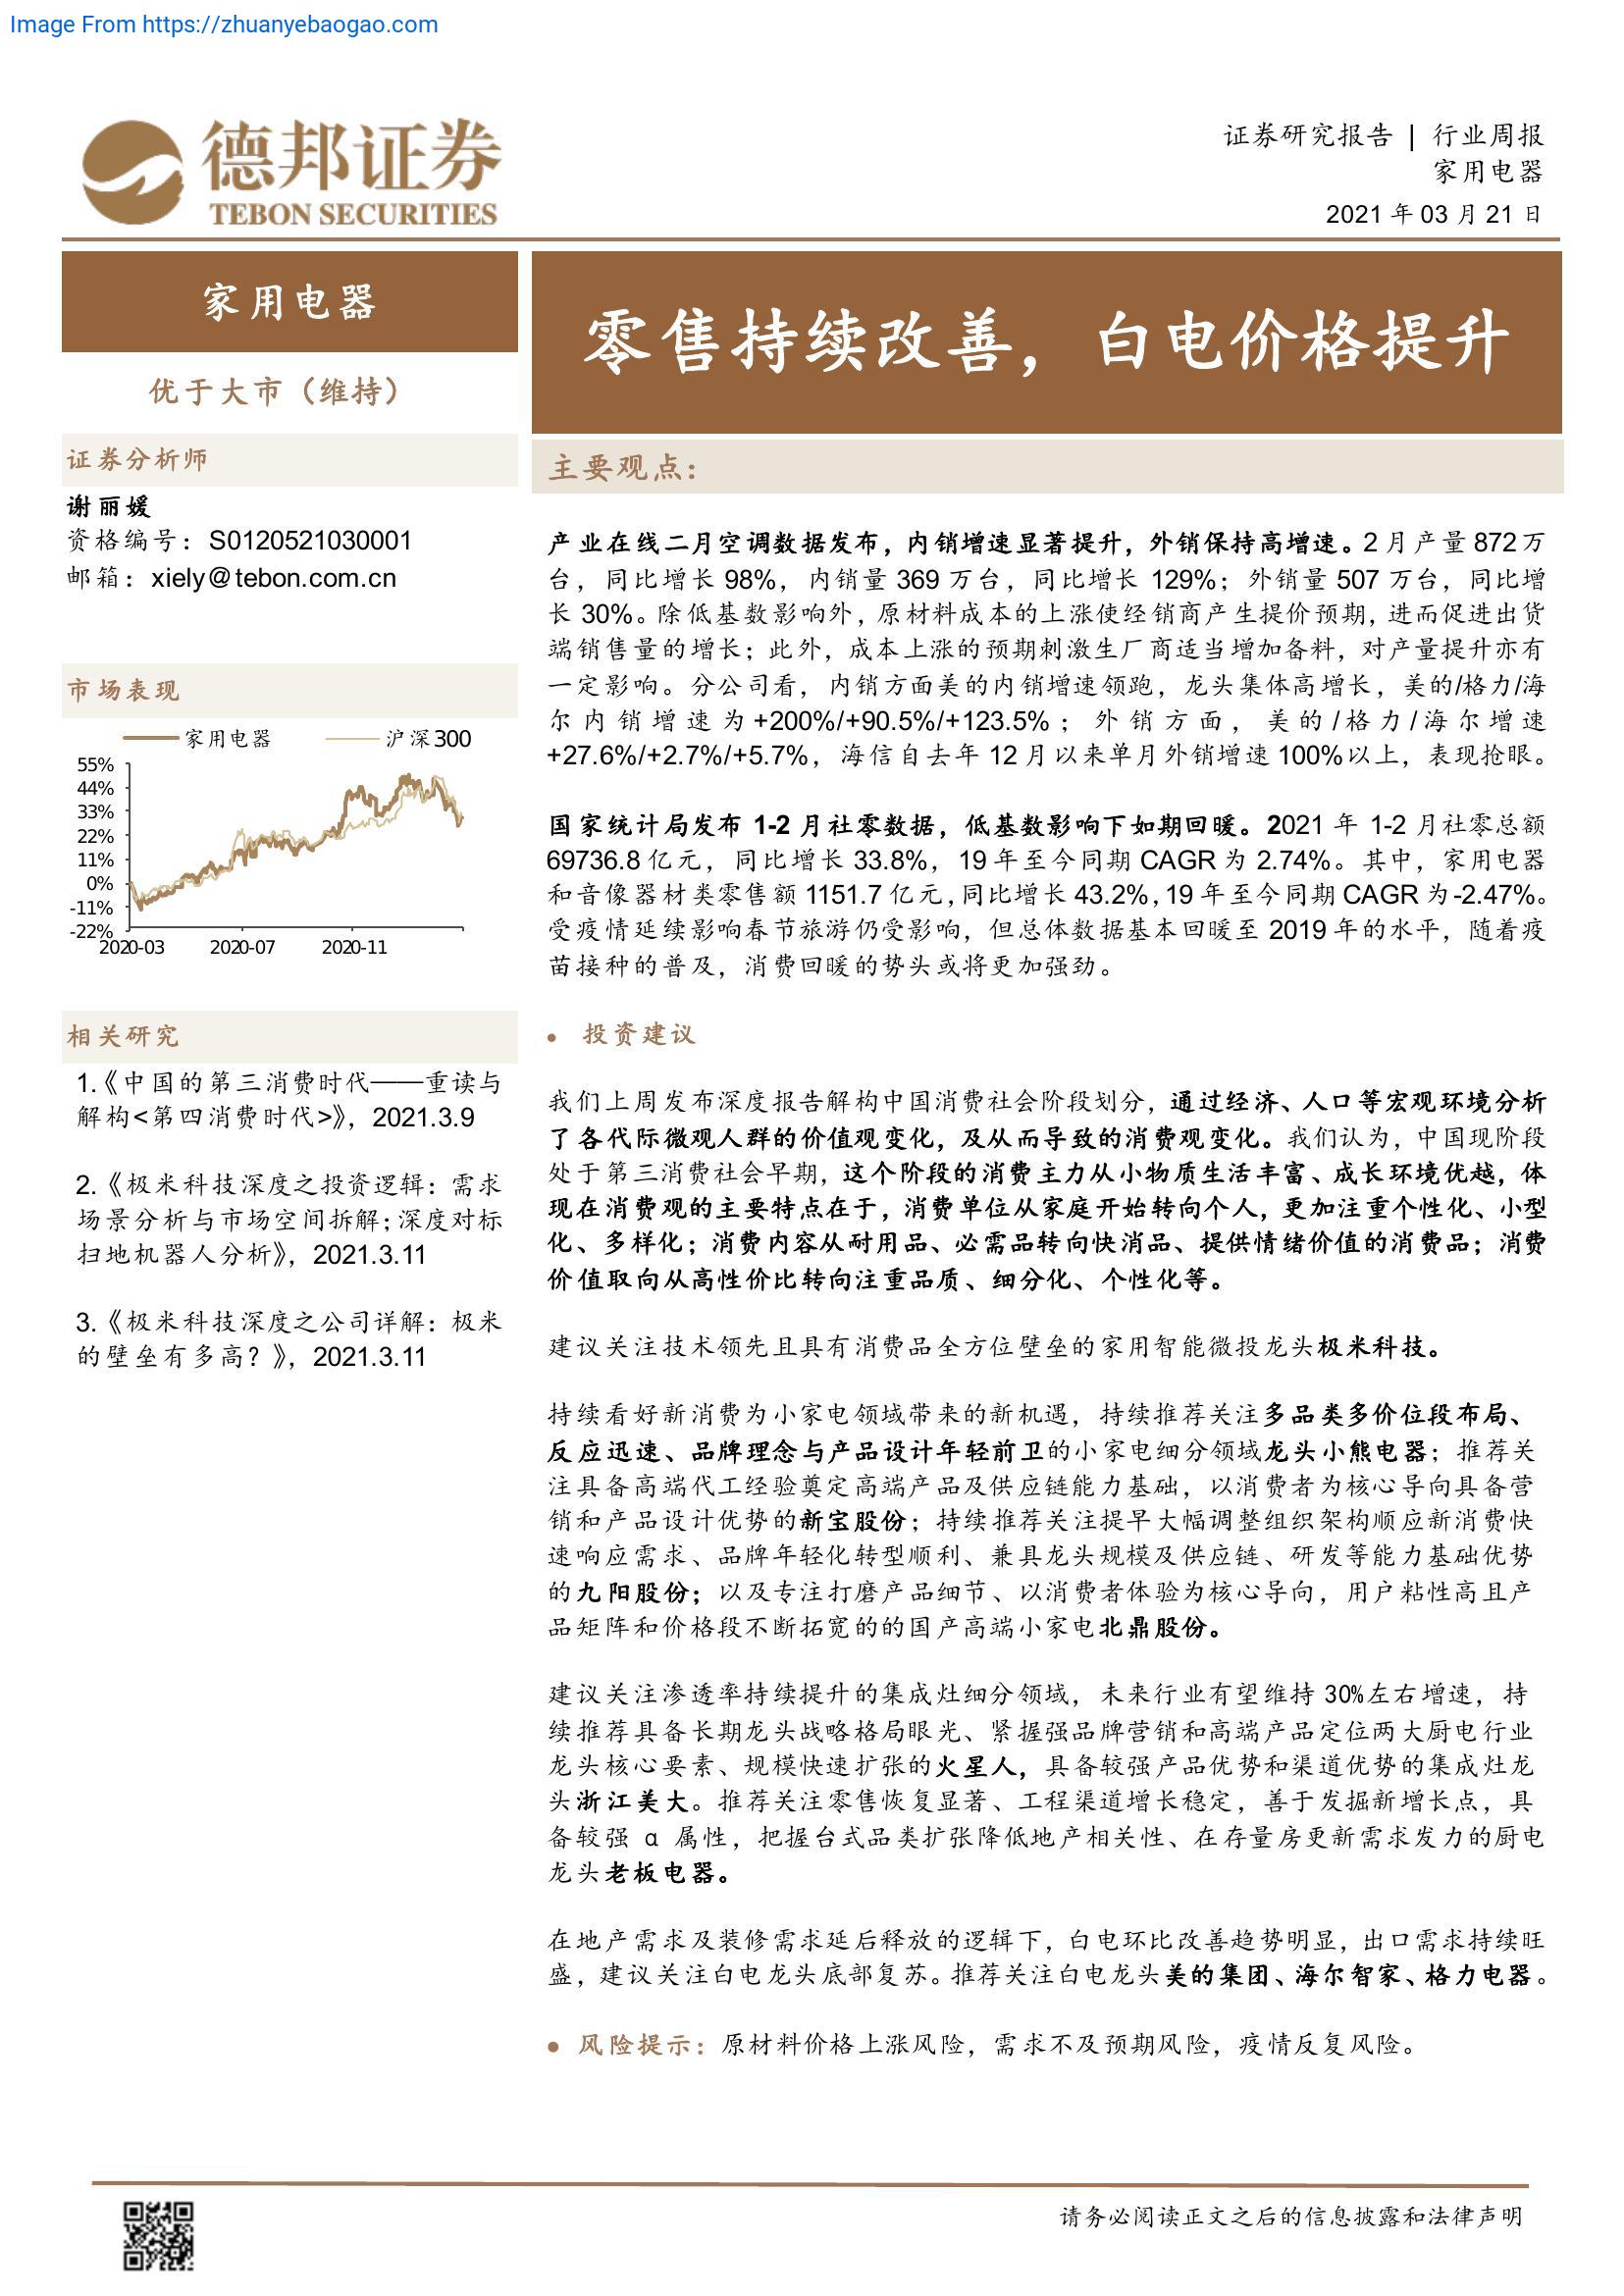 Image From https://zhuanyebaogao.com
德邦证券
TEBON SECURITIES
证券研究报告 | 行业周报
家用电器
2021 年 03 月 21 日
家用电器
优于大市（维持）
证券分析师
谢丽媛
资格编号：S0120521030001
邮箱：xiely@tebon.com.cn
市场表现
家用电器 沪深300
55%
44%
33%
22%
11%
0%
-11%
-22%
2020-03 2020-07 2020-11
相关研究
1.《中国的第三消费时代——重读与
解构<第四消费时代>》，2021.3.9
2.《极米科技深度之投资逻辑：需求
场景分析与市场空间拆解；深度对标
扫地机器人分析》，2021.3.11
3.《极米科技深度之公司详解：极米
的壁垒有多高？》，2021.3.11
零售持续改善，白电价格提升
主要观点：
产业在线二月空调数据发布，内销增速显著提升，外销保持高增速。2 月产量 872 万
台，同比增长 98%，内销量 369 万台，同比增长 129%；外销量 507 万台，同比增
长 30%。除低基数影响外，原材料成本的上涨使经销商产生提价预期，进而促进出货
端销售量的增长；此外，成本上涨的预期刺激生厂商适当增加备料，对产量提升亦有
一定影响。分公司看，内销方面美的内销增速领跑，龙头集体高增长，美的/格力/海
尔内销增速为+200%/+90.5%/+123.5%；外销方面，美的/格力/海尔增速
+27.6%/+2.7%/+5.7%，海信自去年 12 月以来单月外销增速 100%以上，表现抢眼。
国家统计局发布 1-2 月社零数据，低基数影响下如期回暖。2021 年 1-2 月社零总额
69736.8 亿元，同比增长 33.8%，19 年至今同期 CAGR 为 2.74%。其中，家用电器
和音像器材类零售额 1151.7 亿元，同比增长 43.2%，19 年至今同期 CAGR 为-2.47%。
受疫情延续影响春节旅游仍受影响，但总体数据基本回暖至 2019 年的水平，随着疫
苗接种的普及，消费回暖的势头或将更加强劲。
● 投资建议
我们上周发布深度报告解构中国消费社会阶段划分，通过经济、人口等宏观环境分析
了各代际微观人群的价值观变化，及从而导致的消费观变化。我们认为，中国现阶段
处于第三消费社会早期，这个阶段的消费主力从小物质生活丰富、成长环境优越，体
现在消费观的主要特点在于，消费单位从家庭开始转向个人，更加注重个性化、小型
化、多样化；消费内容从耐用品、必需品转向快消品、提供情绪价值的消费品；消费
价值取向从高性价比转向注重品质、细分化、个性化等。
建议关注技术领先且具有消费品全方位壁垒的家用智能微投龙头极米科技。
持续看好新消费为小家电领域带来的新机遇，持续推荐关注多品类多价位段布局、
反应迅速、品牌理念与产品设计年轻前卫的小家电细分领域龙头小熊电器；推荐关
注具备高端代工经验奠定高端产品及供应链能力基础，以消费者为核心导向具备营
销和产品设计优势的新宝股份；持续推荐关注提早大幅调整组织架构顺应新消费快
速响应需求、品牌年轻化转型顺利、兼具龙头规模及供应链、研发等能力基础优势
的九阳股份；以及专注打磨产品细节、以消费者体验为核心导向，用户粘性高且产
品矩阵和价格段不断拓宽的的国产高端小家电北鼎股份。
建议关注渗透率持续提升的集成灶细分领域，未来行业有望维持 30%左右增速，持
续推荐具备长期龙头战略格局眼光、紧握强品牌营销和高端产品定位两大厨电行业
龙头核心要素、规模快速扩张的火星人，具备较强产品优势和渠道优势的集成灶龙
头浙江美大。推荐关注零售恢复显著、工程渠道增长稳定，善于发掘新增长点，具
备较强 α 属性，把握台式品类扩张降低地产相关性、在存量房更新需求发力的厨电
龙头老板电器。
在地产需求及装修需求延后释放的逻辑下，白电环比改善趋势明显，出口需求持续旺
盛，建议关注白电龙头底部复苏。推荐关注白电龙头美的集团、海尔智家、格力电器。
● 风险提示：原材料价格上涨风险，需求不及预期风险，疫情反复风险。
请务必阅读正文之后的信息披露和法律声明